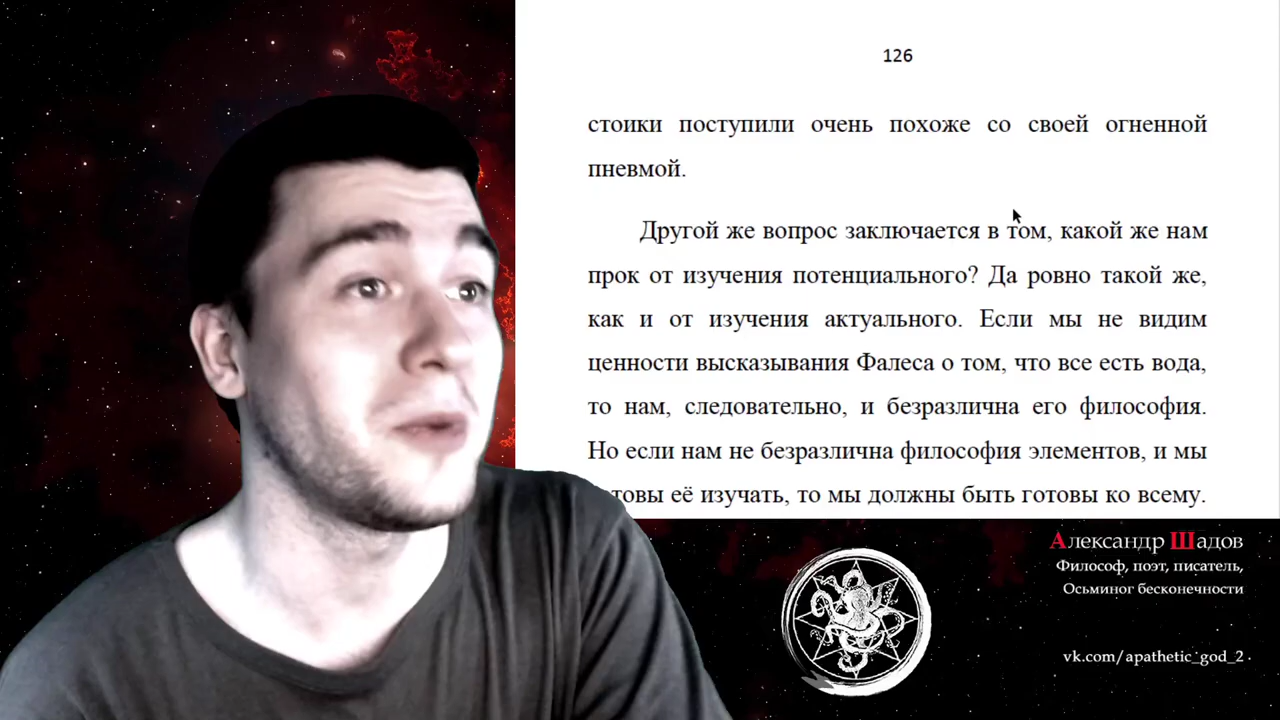 126
стоики поступили очень похоже со своей огненной
пневмой.
Другой же вопрос заключается в том, какой же нам
прок от изучения потенциального? Да ровно такой же,
как и от изучения актуального. Если мы не видим
ценности высказывания Фалеса о том, что все есть вода,
то нам, следовательно, и безразлична его философия.
Но если нам не безразлична философия элементов, и мы
её изучать, то мы должны быть готовы ко всему.
Александр Шадов
Философ, поэт, писатель,
Осьминог бесконечности
vk.com/apathetic_god_2